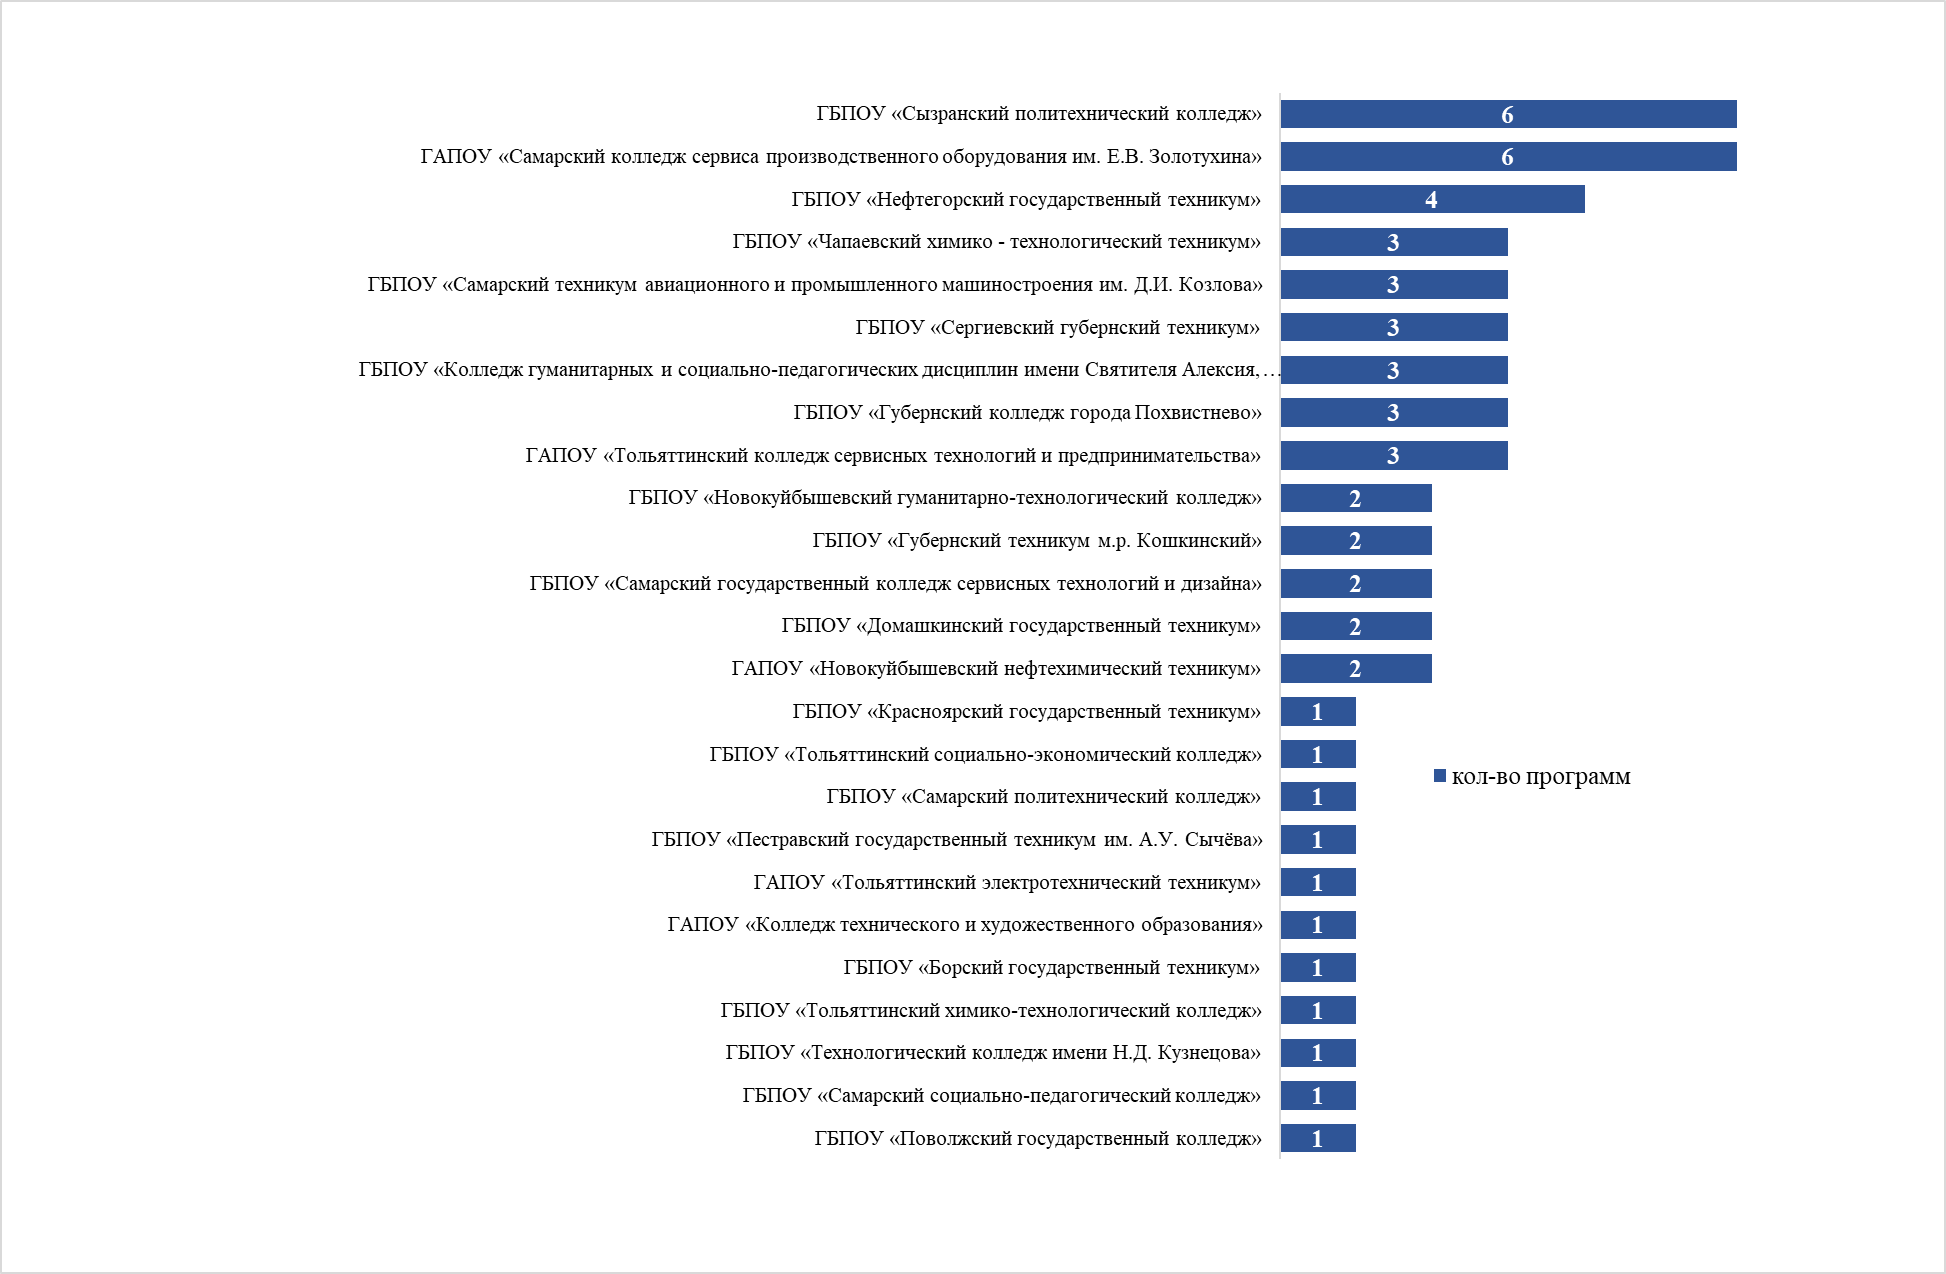 ГБПОУ «Сызранский политехнический колледж» 6
ГАПОУ «Самарский колледж сервиса производственного оборудования им. Е.В. Золотухина» 6
ГБПОУ «Нефтегорский государственный техникум» 4
ГБПОУ «Чапаевский химико - технологический техникум» 3
ГБПОУ «Самарский техникум авиационного и промышленного машиностроения им. Д.И. Козлова» 3
ГБПОУ «Сергиевский губернский техникум» 3
ГБПОУ «Колледж гуманитарных и социально-педагогических дисциплин имени Святителя Алексия, … 3
ГБПОУ «Губернский колледж города Похвистнево» 3
ГАПОУ «Тольяттинский колледж сервисных технологий и предпринимательства» 3
ГБПОУ «Новокуйбышевский гуманитарно-технологический колледж» 2
ГБПОУ «Губернский техникум м.р. Кошкинский» 2
ГБПОУ «Самарский государственный колледж сервисных технологий и дизайна» 2
ГБПОУ «Домашкинский государственный техникум» 2
ГАПОУ «Новокуйбышевский нефтехимический техникум» 2
ГБПОУ «Красноярский государственный техникум» 1
ГБПОУ «Тольяттинский социально-экономический колледж» 1
кол-во программ
ГБПОУ «Самарский политехнический колледж» 1
ГБПОУ «Пестравский государственный техникум им. А.У. Сычёва» 1
ГАПОУ «Тольяттинский электротехнический техникум» 1
ГАПОУ «Колледж технического и художественного образования» 1
ГБПОУ «Борский государственный техникум» 1
ГБПОУ «Тольяттинский химико-технологический колледж» 1
ГБПОУ «Технологический колледж имени Н.Д. Кузнецова» 1
ГБПОУ «Самарский социально-педагогический колледж» 1
ГБПОУ «Поволжский государственный колледж» 1